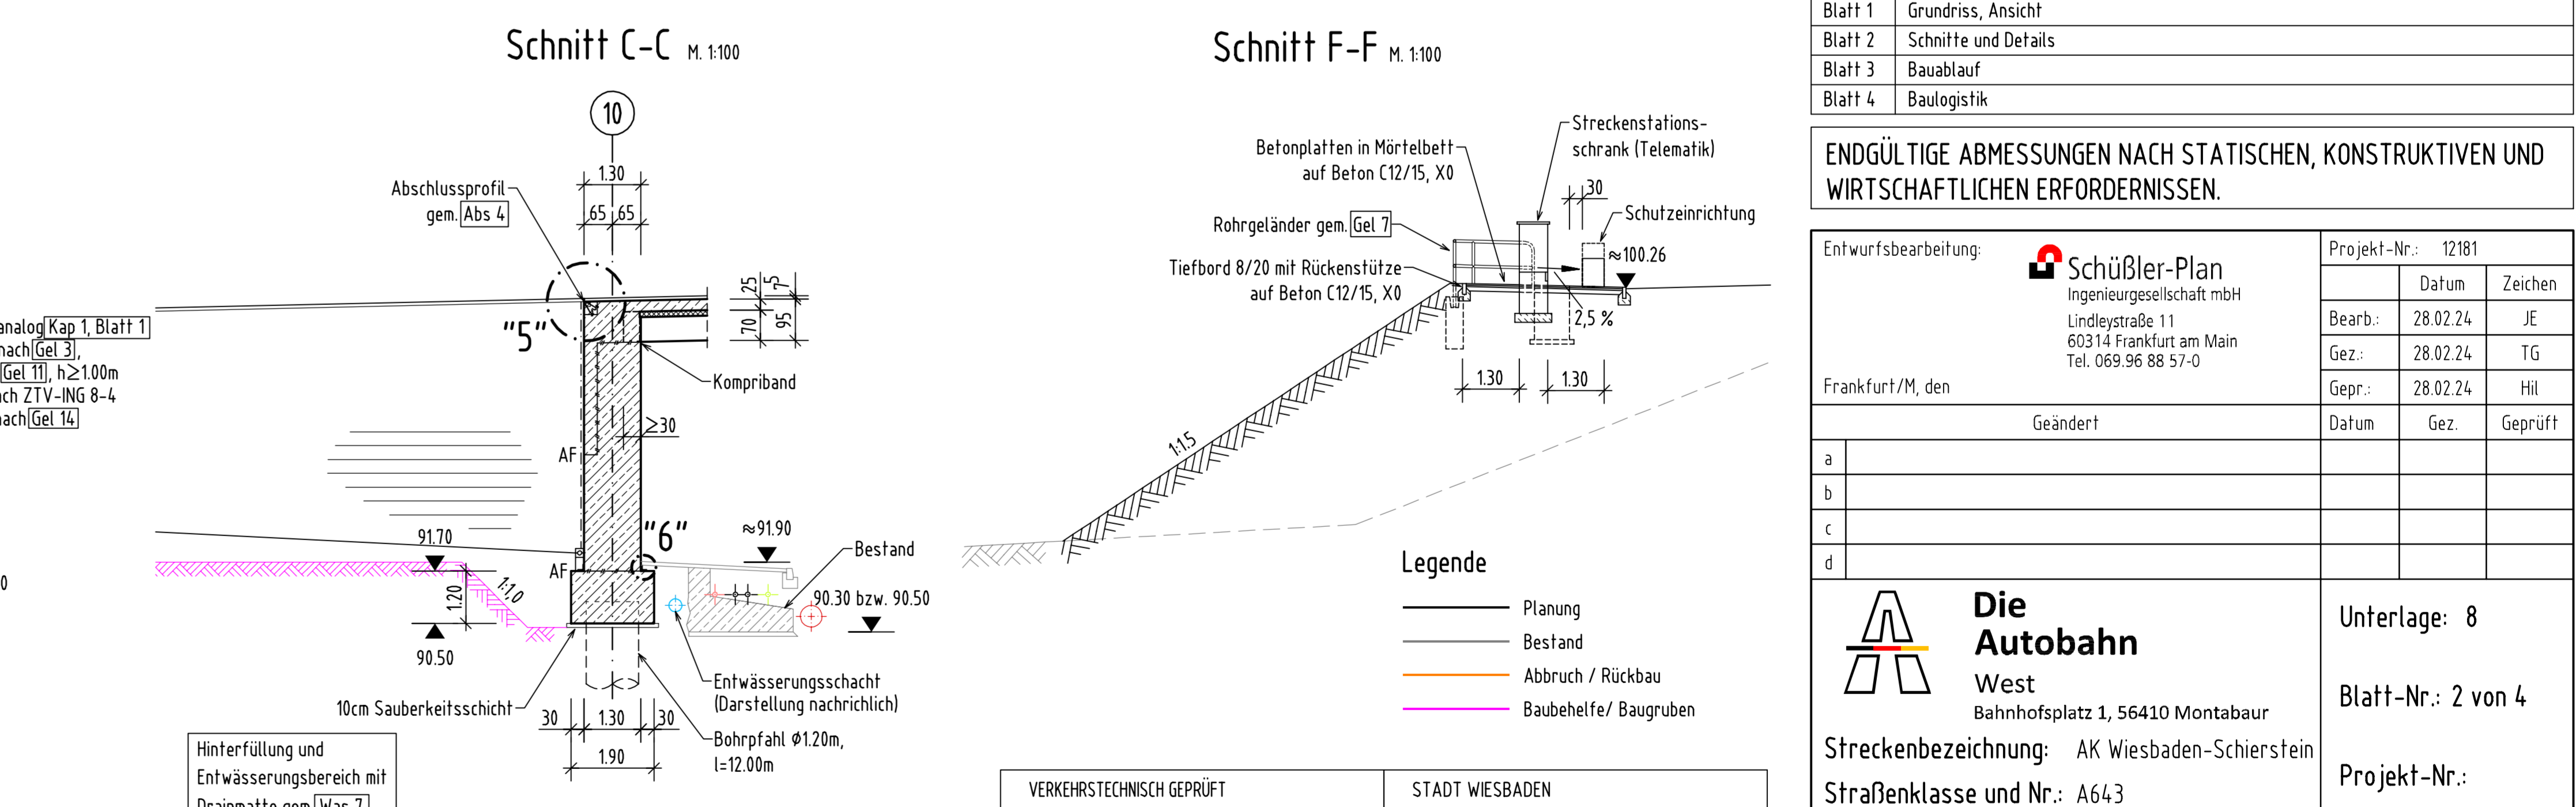 Schnitt C-C M. 1:100
10
1.30
65 65
Abschlussprofil
gem. Abs 4
analog Kap 1, Blatt 1
nach Gel 3,
Gel 11, h≥1.00m
ach ZTV-ING 8-4
nach Gel 14
"5"
25
5
7
70
95
Kompriband
≥30
AF
"6"
≈91.90
Bestand
91.70
AF
1:1,0
1.20
90.30 bzw. 90.50
90.50
0
Entwässerungsschacht
(Darstellung nachrichlich)
10cm Sauberkeitsschicht
30 1.30 30
1.90
Bohrpfahl Ø1.20m,
l=12.00m
Hinterfüllung und
Entwässerungsbereich mit
Drainmatte gem. Was 7
Schnitt F-F M. 1:100
Streckenstations-
schrank (Telematik)
Betonplatten in Mörtelbett
auf Beton C12/15, X0
30
Schutzeinrichtung
Rohrgeländer gem. Gel 7
≈100.26
Tiefbord 8/20 mit Rückenstütze
auf Beton C12/15, X0
2,5 %
1.30 1.30
1:1.5
Legende
Planung
Bestand
Abbruch / Rückbau
Baubehelfe/ Baugruben
VERKEHRSTECHNISCH GEPRÜFT STADT WIESBADEN
Blatt 1 Grundriss, Ansicht
Blatt 2 Schnitte und Details
Blatt 3 Bauablauf
Blatt 4 Baulogistik
ENDGÜLTIGE ABMESSUNGEN NACH STATISCHEN, KONSTRUKTIVEN UND
WIRTSCHAFTLICHEN ERFORDERNISSEN.
Entwurfsbearbeitung:
Schüßler-Plan
Ingenieurgesellschaft mbH
Lindleystraße 11
60314 Frankfurt am Main
Tel. 069.96 88 57-0
Frankfurt/M, den
Projekt-Nr.: 12181
Datum Zeichen
Bearb.: 28.02.24 JE
Gez.: 28.02.24 TG
Gepr.: 28.02.24 Hil
Geändert Datum Gez. Geprüft
a
b
c
d
Die
Autobahn
West
Bahnhofsplatz 1, 56410 Montabaur
Unterlage: 8
Blatt-Nr.: 2 von 4
Streckenbezeichnung: AK Wiesbaden-Schierstein
Straßenklasse und Nr.: A643
Projekt-Nr.: